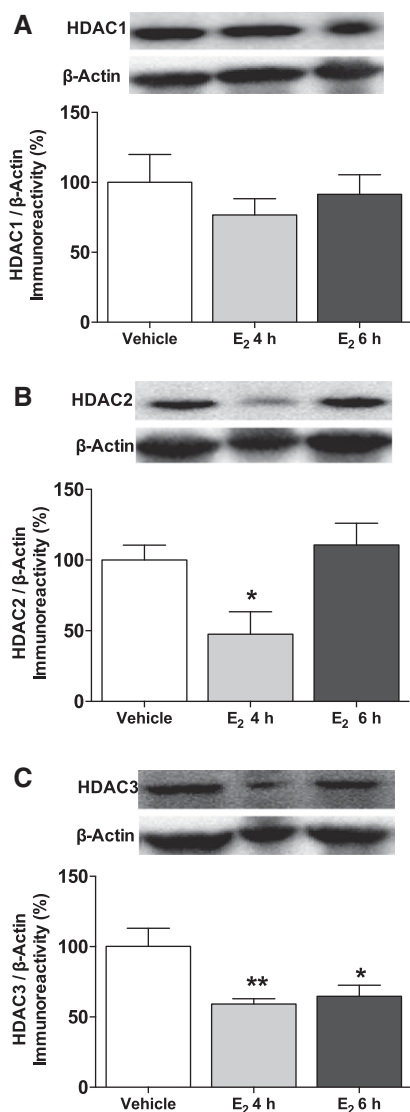 A
HDAC1
β-Actin
HDAC1 / β-Actin
Immunoreactivity (%)
150
100
50
0
Vehicle
E2 4 h
E2 6 h
B
HDAC2
β-Actin
HDAC2 / β-Actin
Immunoreactivity (%)
150
100
50
0
*
Vehicle
E2 4 h
E2 6 h
C
HDAC3
β-Actin
HDAC3 / β-Actin
Immunoreactivity (%)
150
100
50
0
**
*
Vehicle
E2 4 h
E2 6 h